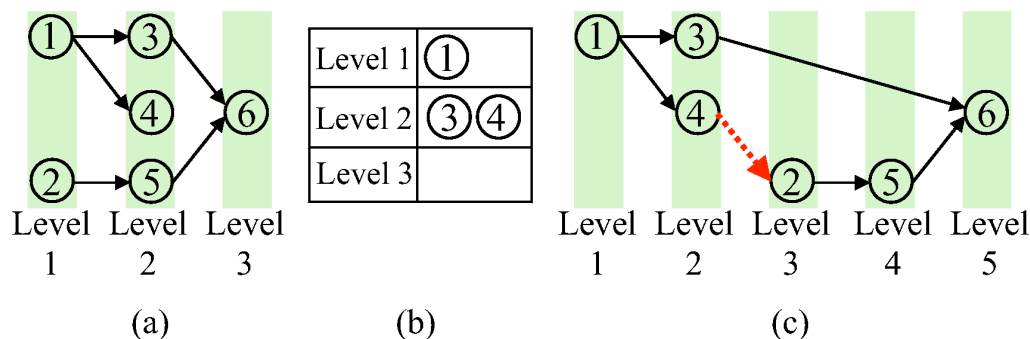 1 3
4 6
2 5
Level Level Level
1 2 3
(a)
Level 1 1
Level 2 3 4
Level 3
(b)
1 3
4 6
2 5
Level Level Level Level Level
1 2 3 4 5
(c)